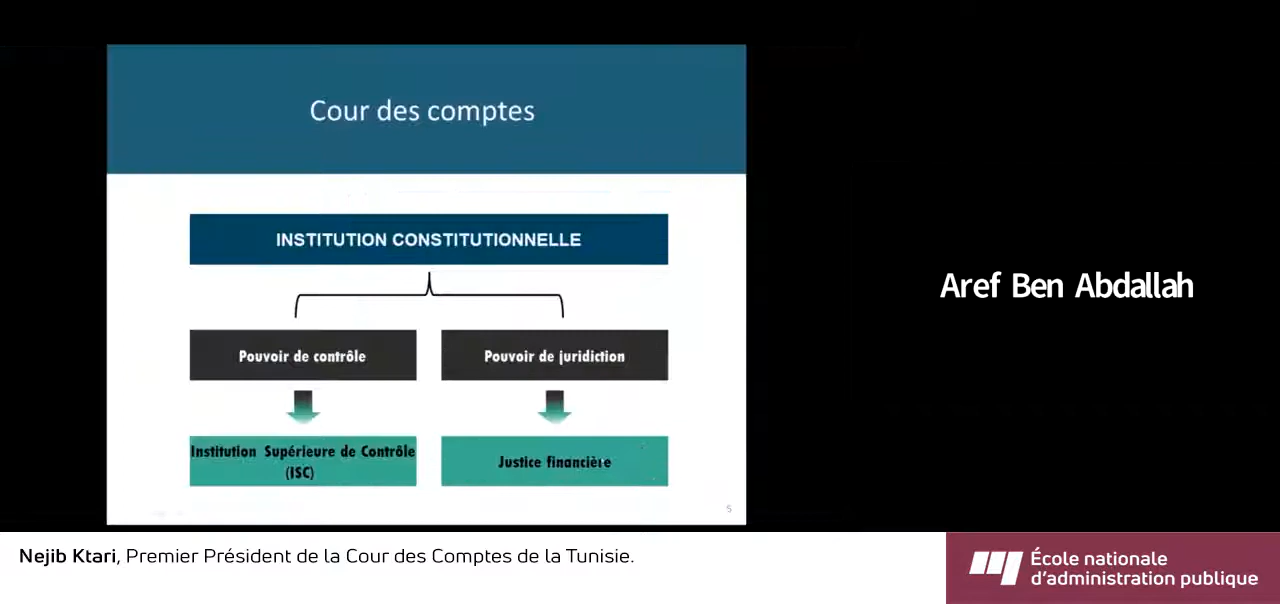 Cour des comptes
INSTITUTION CONSTITUTIONNELLE
Pouvoir de contrôle
Pouvoir de juridiction
Institution Supérieure de Contrôle
(ISC)
Justice financière
5
Aref Ben Abdallah
Nejib Ktari, Premier Président de la Cour des Comptes de la Tunisie.
École nationale
d'administration publique